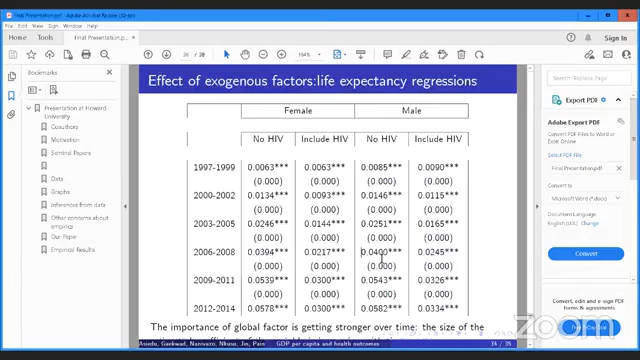 Final Presentation.pdf - Adobe Acrobat Reader (32-bit)
File Edit View Sign Window Help
Home Tools Final Presentation.p... Sign In
154%
Bookmarks
Presentation at Howard University
Coauthors
Motivation
Seminal Papers
Data
Graphs
Inferences from data
Other concerns about
Our Paper
Empirical Results
Effect of exogenous factors:life expectancy regressions
Female Male
No HIV Include HIV No HIV Include HIV
1997-1999 0.0063*** 0.0063*** 0.0085*** 0.0090***
(0.000) (0.000) (0.000) (0.000)
2000-2002 0.0134*** 0.0093*** 0.0146*** 0.0115***
(0.000) (0.000) (0.000) (0.000)
2003-2005 0.0246*** 0.0144*** 0.0251*** 0.0165***
(0.000) (0.000) (0.000) (0.000)
2006-2008 0.0394*** 0.0217*** 0.0400*** 0.0245***
(0.000) (0.000) (0.000) (0.000)
2009-2011 0.0539*** 0.0300*** 0.0543*** 0.0326***
(0.000) (0.000) (0.000) (0.000)
2012-2014 0.0578*** 0.0300*** 0.0582*** 0.0334***
The importance of global factor is getting stronger over time: the size of the
GDP per capita and health outcomes 34 / 35
Export PDF
Adobe Export PDF
Convert PDF Files to Word or Excel Online
Select PDF File
Final Presentation.pdf
Convert to
Microsoft Word (*.docx)
Document Language:
English (U.S.) Change
Convert
Convert, edit and e-sign PDF forms & agreements
zoom